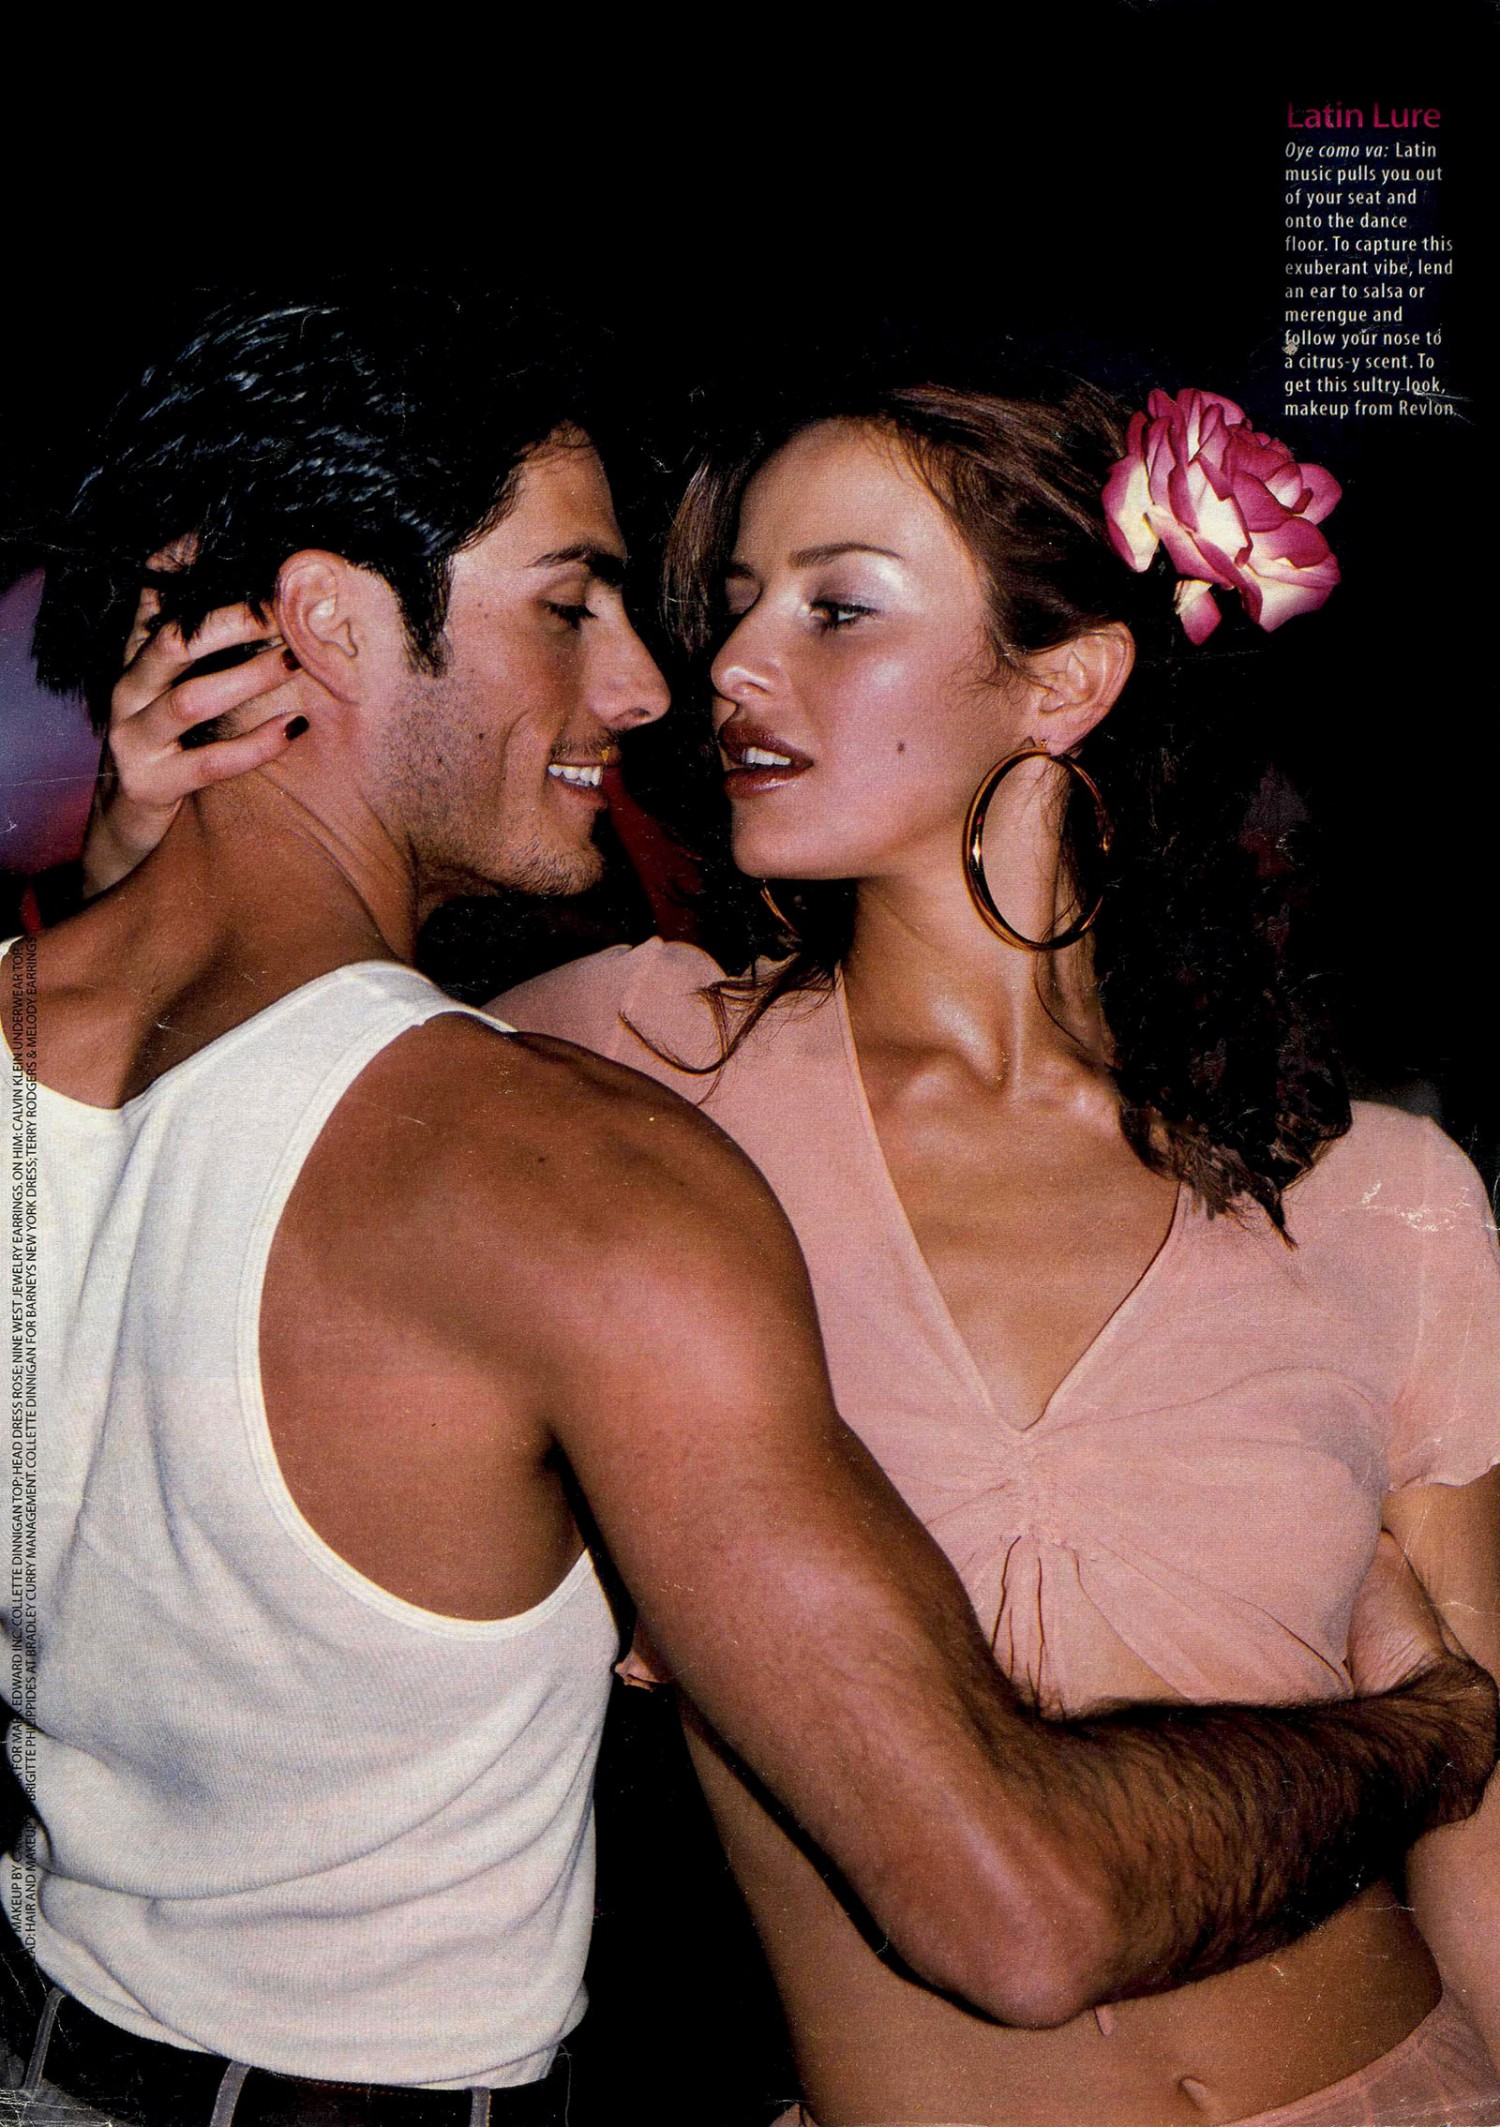 Latin Lure
Oye como va: Latin
music pulls you out
of your seat and
onto the dance
floor. To capture this
exuberant vibe, lend
an ear to salsa or
merengue and
follow your nose to
a citrus-y scent. To
get this sultry look,
makeup from Revlon.
MAKEUP BY FOR MARK EDWARD INC. COLLETTE DINNIGAN TOP; HEAD DRESS ROSE; NINE WEST JEWELRY EARRINGS. ON HIM: CALVIN KLEIN UNDERWEAR TOP.
HAIR AND MAKEUP BRIGITTE PHILIPPIDES AT BRADLEY CURRY MANAGEMENT. COLLETTE DINNIGAN FOR BARNEYS NEW YORK DRESS; TERRY RODGERS & MELODY EARRINGS